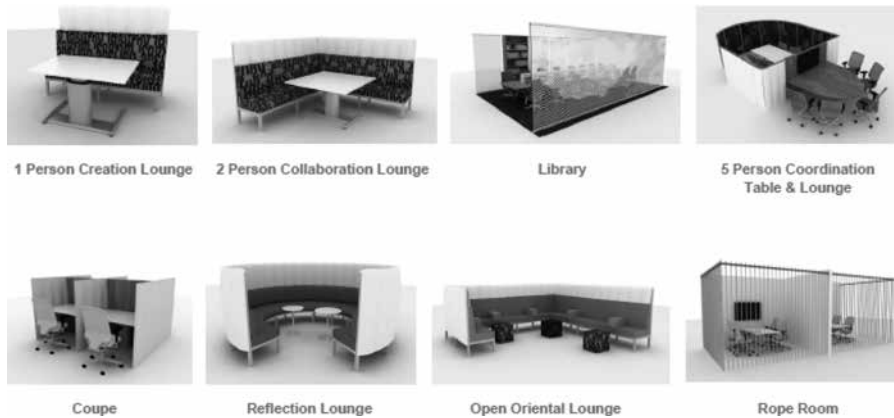 1 Person Creation Lounge
2 Person Collaboration Lounge
Library
5 Person Coordination
Table & Lounge
Coupe
Reflection Lounge
Open Oriental Lounge
Rope Room